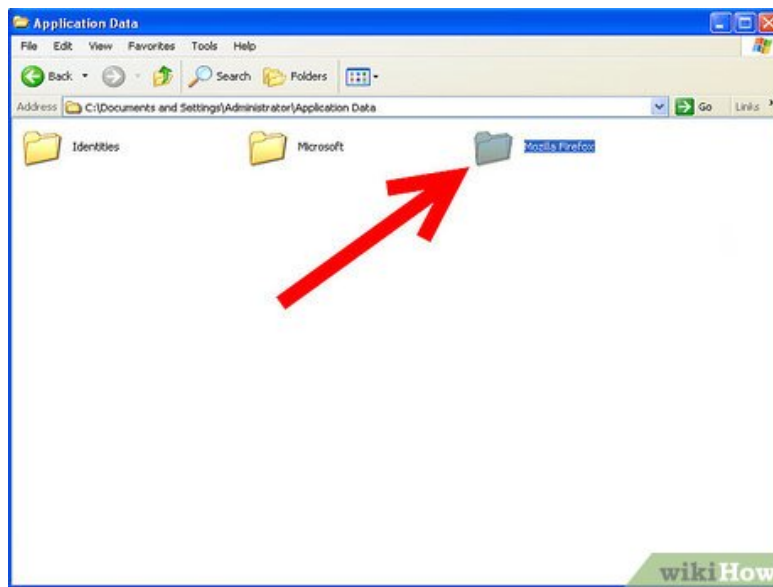 Application Data
File Edit View Favorites Tools Help
Back Search Folders
Address C:\Documents and Settings\Administrator\Application Data Go Links
Identities Microsoft Mozilla Firefox
wikiHow